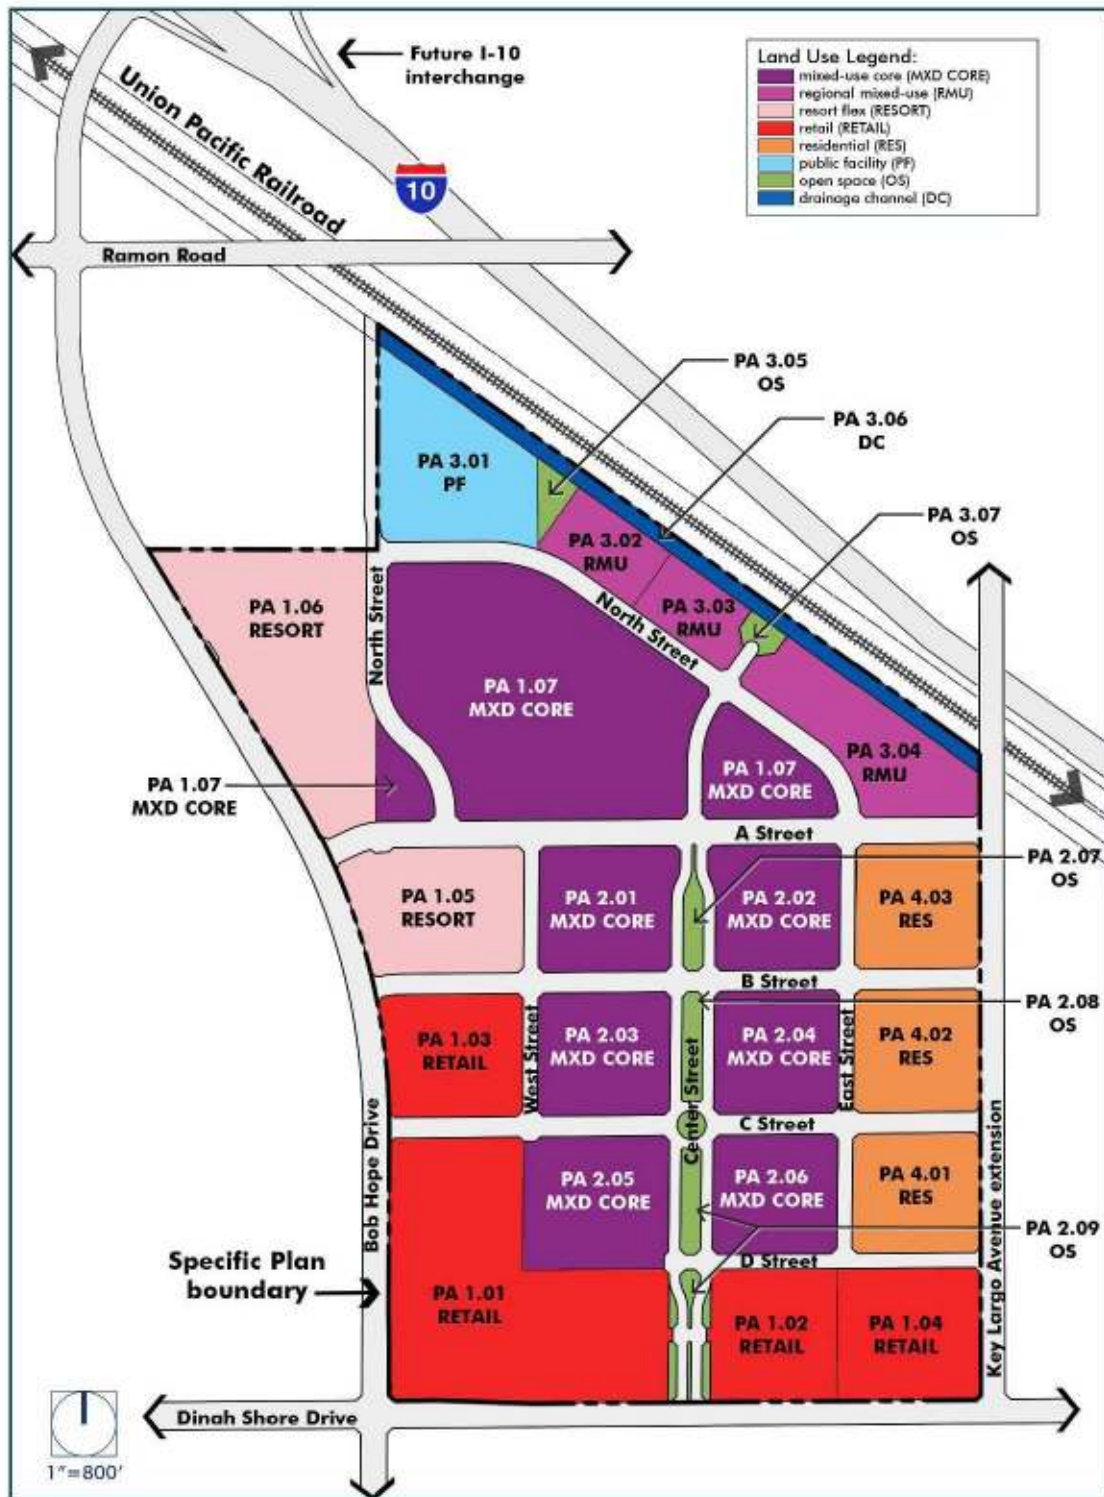 Future I-10
interchange
Land Use Legend:
mixed-use core (MXD CORE)
regional mixed-use (RMU)
resort flex (RESORT)
retail (RETAIL)
residential (RES)
public facility (PF)
open space (OS)
drainage channel (DC)
Union Pacific Railroad
10
Ramon Road
PA 3.05
OS
PA 3.06
DC
PA 3.01
PF
PA 3.07
OS
PA 3.02
RMU
PA 3.03
RMU
North Street
North Street
PA 1.06
RESORT
PA 1.07
MXD CORE
PA 3.04
RMU
PA 1.07
MXD CORE
PA 1.07
MXD CORE
A Street
PA 2.07
OS
PA 1.05
RESORT
PA 2.01
MXD CORE
PA 2.02
MXD CORE
PA 4.03
RES
B Street
PA 2.08
OS
PA 1.03
RETAIL
West Street
PA 2.03
MXD CORE
Center Street
PA 2.04
MXD CORE
East Street
PA 4.02
RES
C Street
Bob Hope Drive
PA 2.05
MXD CORE
PA 2.06
MXD CORE
PA 4.01
RES
Key Largo Avenue extension
PA 2.09
OS
D Street
Specific Plan
boundary
PA 1.01
RETAIL
PA 1.02
RETAIL
PA 1.04
RETAIL
Dinah Shore Drive
1"=800'